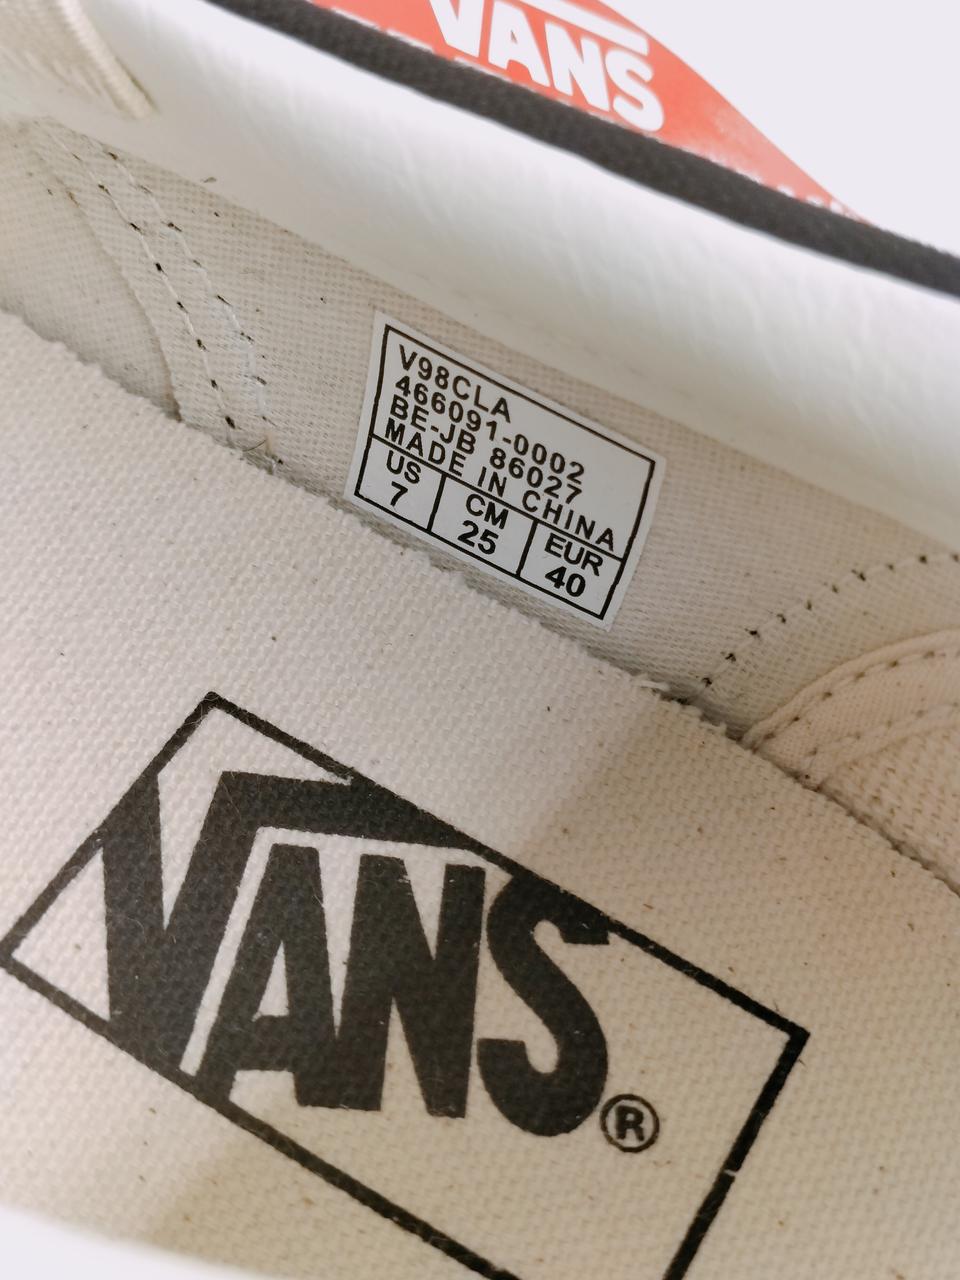 VANS
V98CLA
466091-0002
BE-JB 86027
MADE IN CHINA
US
7
CM
25
EUR
40
VANS®